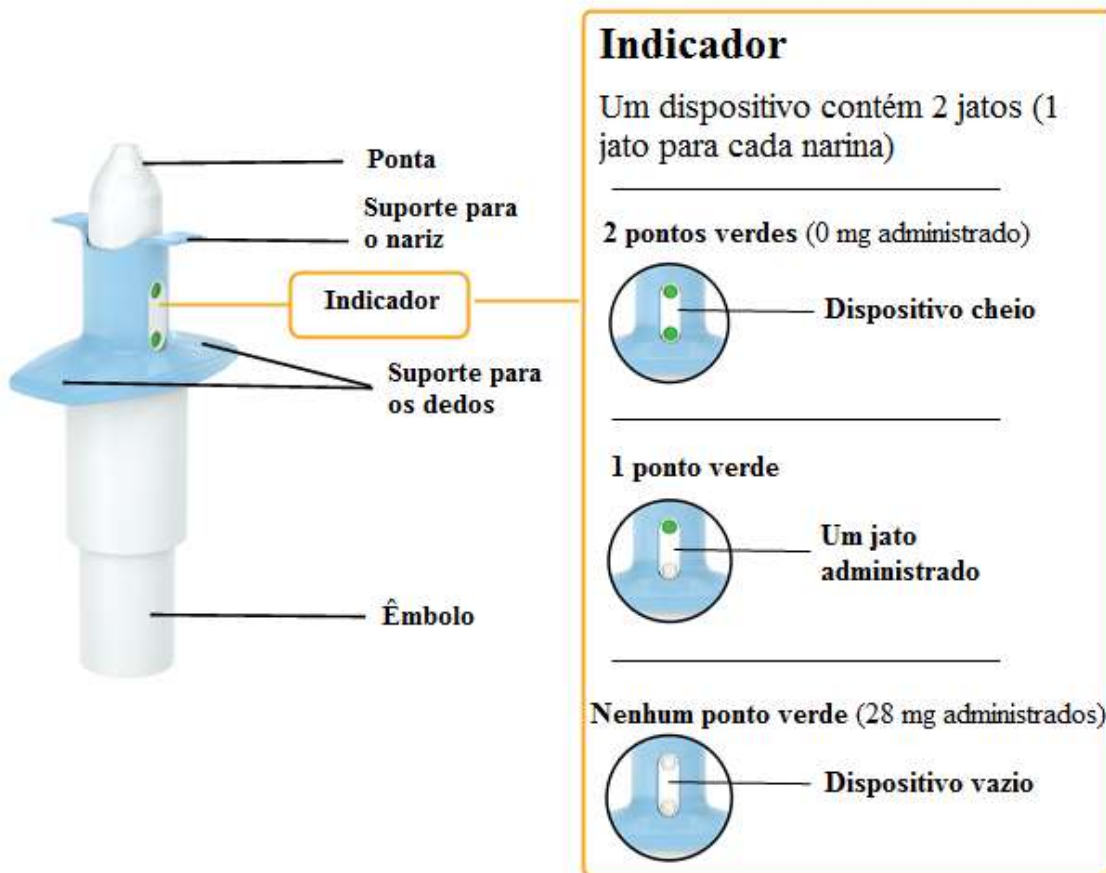 Ponta
Suporte para
o nariz
Indicador
Suporte para
os dedos
Êmbolo
Indicador
Um dispositivo contém 2 jatos (1
jato para cada narina)
2 pontos verdes (0 mg administrado)
Dispositivo cheio
1 ponto verde
Um jato
administrado
Nenhum ponto verde (28 mg administrados)
Dispositivo vazio